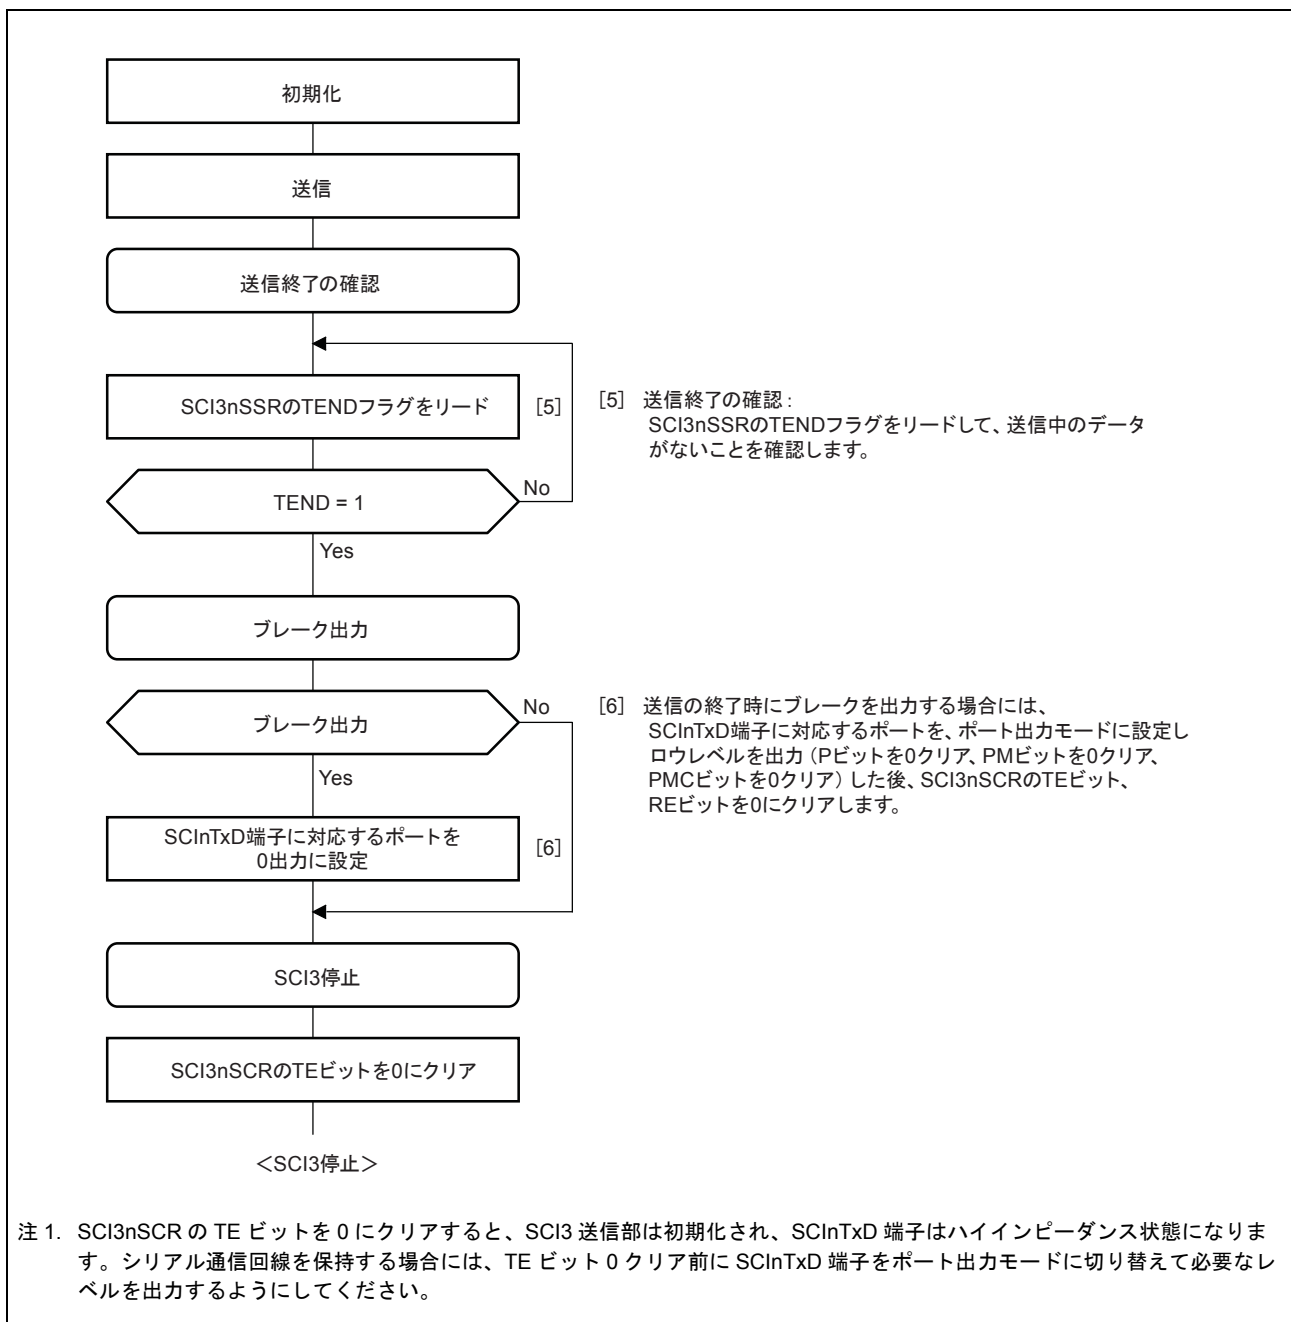 初期化
送信
送信終了の確認
SCI3nSSRのTENDフラグをリード
[5]
[5] 送信終了の確認：
SCI3nSSRのTENDフラグをリードして、送信中のデータ
がないことを確認します。
TEND = 1
No
Yes
ブレーク出力
ブレーク出力
No
Yes
[6] 送信の終了時にブレークを出力する場合には、
SCInTxD端子に対応するポートを、ポート出力モードに設定し
ロウレベルを出力（Pビットを0クリア、PMビットを0クリア、
PMCビットを0クリア）した後、SCI3nSCRのTEビット、
REビットを0にクリアします。
SCInTxD端子に対応するポートを
0出力に設定
[6]
SCI3停止
SCI3nSCRのTEビットを0にクリア
＜SCI3停止＞
注 1. SCI3nSCR の TE ビットを 0 にクリアすると、SCI3 送信部は初期化され、SCInTxD 端子はハイインピーダンス状態になりま
す。シリアル通信回線を保持する場合には、TE ビット 0 クリア前に SCInTxD 端子をポート出力モードに切り替えて必要なレ
ベルを出力するようにしてください。